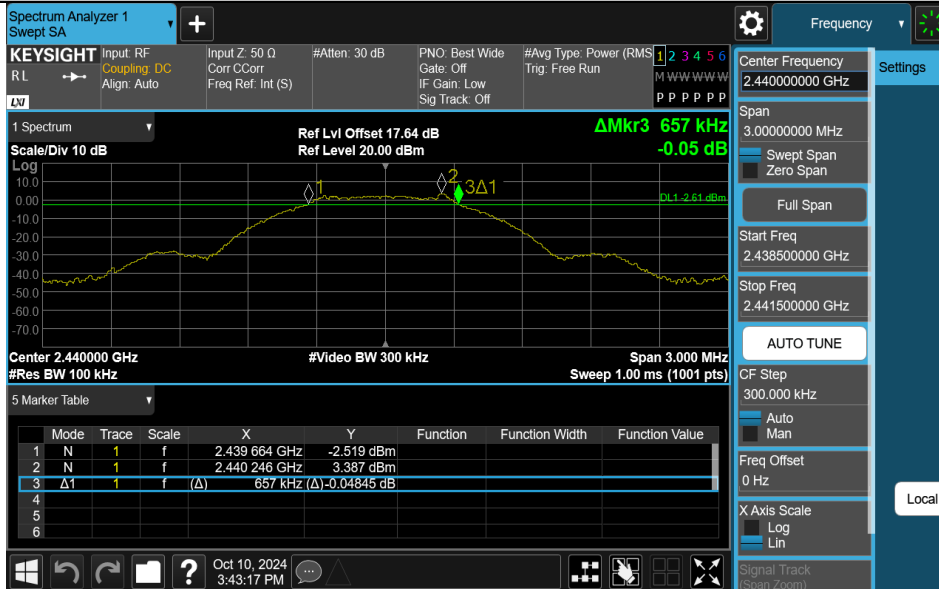 Spectrum Analyzer 1
Swept SA
+
Frequency
KEYSIGHT
RL
LXI
Input: RF
Coupling: DC
Align: Auto
Input Z: 50 Ω
Corr CCorr
Freq Ref: Int (S)
#Atten: 30 dB
PNO: Best Wide
Gate: Off
IF Gain: Low
Sig Track: Off
#Avg Type: Power (RMS
Trig: Free Run
1 2 3 4 5 6
M W W W W W
P P P P P P
Center Frequency
2.440000000 GHz
Settings
Span
3.00000000 MHz
Swept Span
Zero Span
Full Span
Start Freq
2.438500000 GHz
Stop Freq
2.441500000 GHz
AUTO TUNE
CF Step
300.000 kHz
Auto
Man
Freq Offset
0 Hz
X Axis Scale
Log
Lin
Signal Track
(Span Zoom)
Local
1 Spectrum
Scale/Div 10 dB
Ref Lvl Offset 17.64 dB
Ref Level 20.00 dBm
ΔMkr3 657 kHz
-0.05 dB
Log
10.0
0.00
-10.0
-20.0
-30.0
-40.0
-50.0
-60.0
-70.0
1
2
3Δ1
DL1 -2.61 dBm
Center 2.440000 GHz
#Video BW 300 kHz
Span 3.000 MHz
#Res BW 100 kHz
Sweep 1.00 ms (1001 pts)
5 Marker Table
Mode Trace Scale X Y Function Function Width Function Value
1 N 1 f 2.439 664 GHz -2.519 dBm
2 N 1 f 2.440 246 GHz 3.387 dBm
3 Δ1 1 f (Δ) 657 kHz (Δ) -0.04845 dB
4
5
6
?
Oct 10, 2024
3:43:17 PM